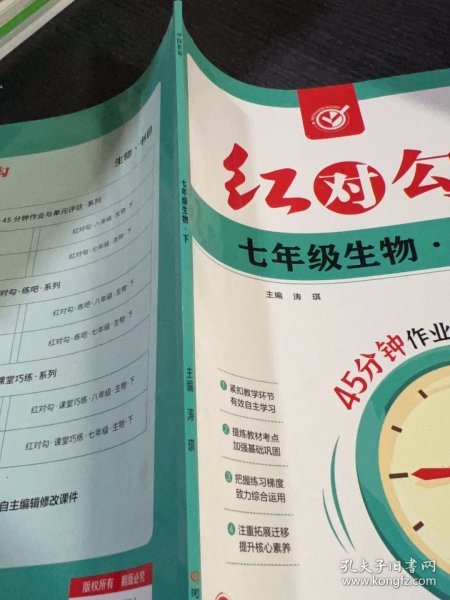 勾
生物·书目
45分钟作业与单元评估·系列
红对勾·八年级 生物·下
红对勾·七年级 生物·下
对勾·练吧·系列
红对勾·练吧·八年级 生物·下
红对勾·练吧·七年级 生物·下
课堂巧练·系列
红对勾·课堂巧练·八年级·生物·下
红对勾·课堂巧练·七年级·生物·下
自主编辑修改课件
版权所有 翻版必究
七年级生物·下
主编 涛琪
红对勾
七年级生物·
主编 涛 琪
45分钟作业
1 紧扣教学环节
有效自主学习
2 提炼教材考点
加强基础巩固
3 把握练习梯度
致力综合运用
4 注重拓展迁移
提升核心素养
孔夫子旧书网